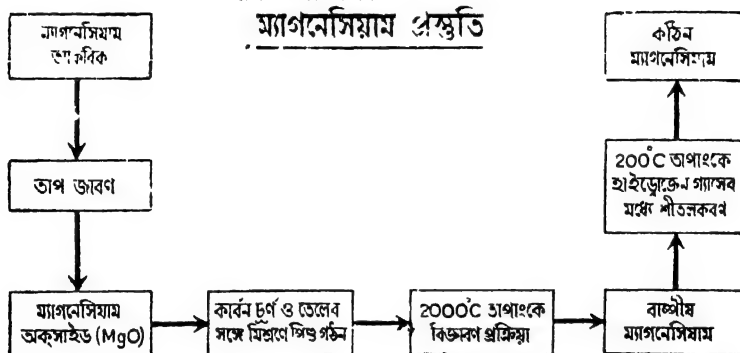 ম্যাগনেসিয়াম প্রস্তুতি
ম্যাগনেসিয়াম
আকরিক
তাপ জারণ
ম্যাগনেসিয়াম
অক্সাইড (MgO)
কার্বন চূর্ণ ও তেলের
সঙ্গে মিশ্রণে পিণ্ড গঠন
2000°C তাপাংকে
বিজারণ প্রক্রিয়া
বাষ্পীয়
ম্যাগনেসিয়াম
200°C তাপাংকে
হাইড্রোজেন গ্যাসের
মধ্যে শীতলকরণ
কঠিন
ম্যাগনেসিয়াম